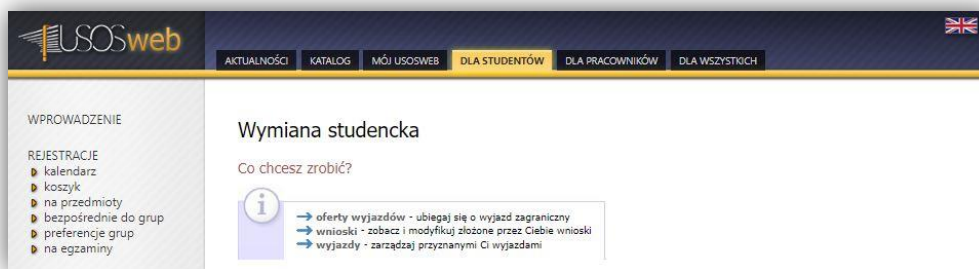 USOSweb
AKTUALNOŚCI KATALOG MÓJ USOSWEB DLA STUDENTÓW DLA PRACOWNIKÓW DLA WSZYSTKICH
WPROWADZENIE
REJESTRACJE
kalendarz
koszyk
na przedmioty
bezpośrednie do grup
preferencje grup
na egzaminy
Wymiana studencka
Co chcesz zrobić?
i
oferty wyjazdów - ubiegaj się o wyjazd zagraniczny
wnioski - zobacz i modyfikuj złożone przez Ciebie wnioski
wyjazdy - zarządzaj przyznanymi Ci wyjazdami